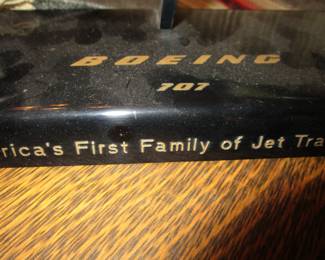 BOEING
707
rica's First Family of Jet Tra